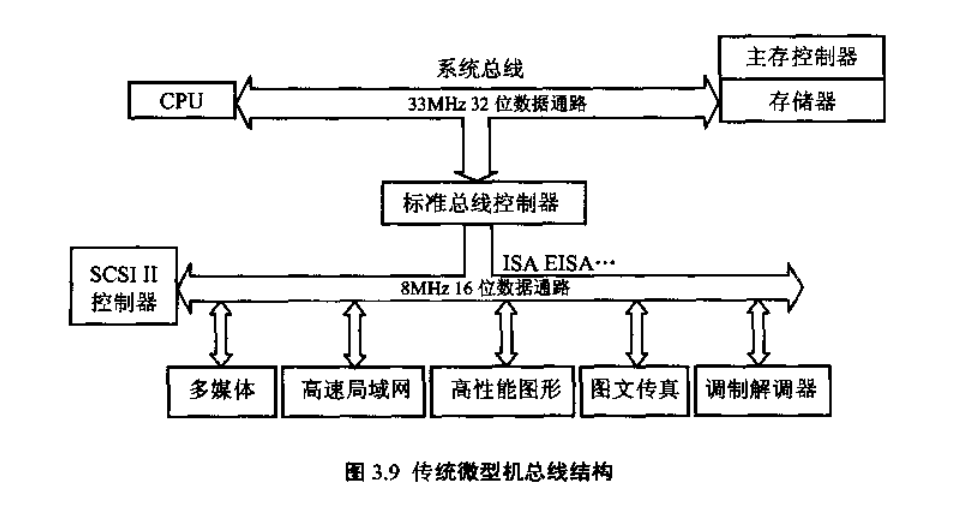 系统总线
主存控制器
CPU
33MHz 32 位数据通路
存储器
标准总线控制器
SCSI II
控制器
ISA EISA…
8MHz 16 位数据通路
多媒体
高速局域网
高性能图形
图文传真
调制解调器
图 3.9 传统微型机总线结构